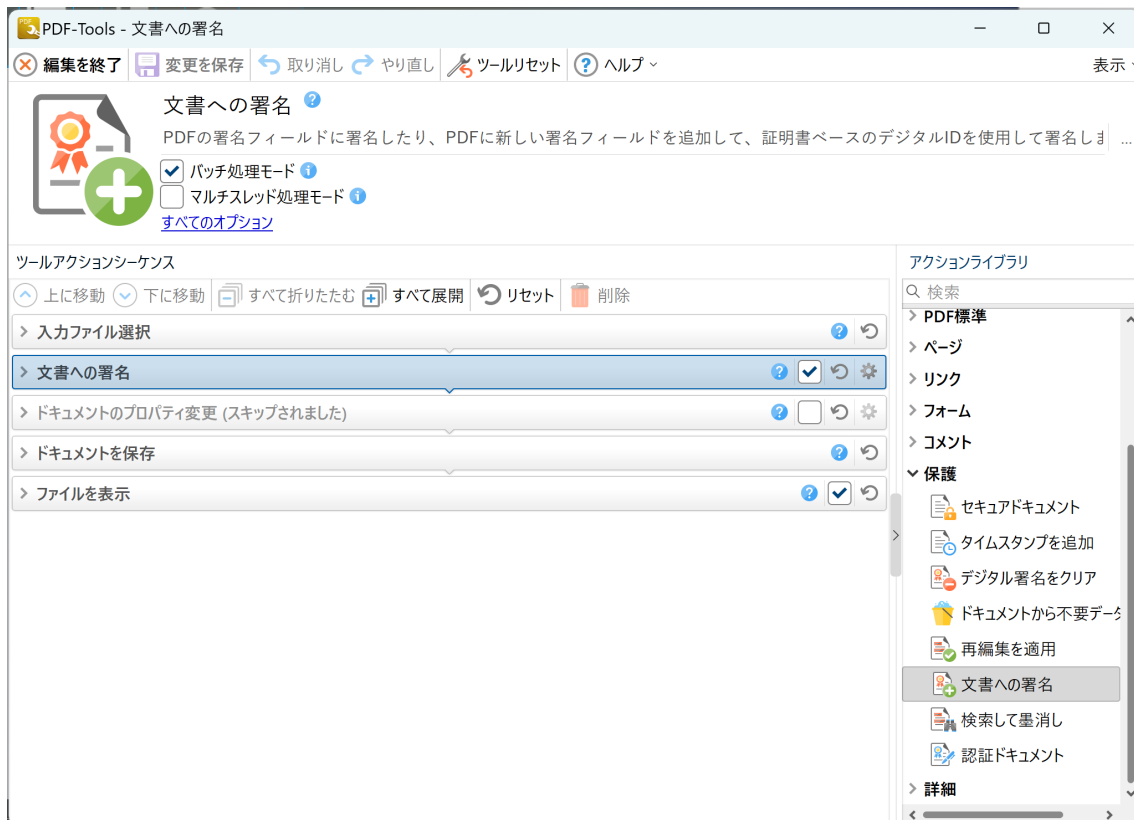 PDF-Tools - 文書への署名
編集を終了 変更を保存 取り消し やり直し ツールリセット ヘルプ 表示
文書への署名
PDFの署名フィールドに署名したり、PDFに新しい署名フィールドを追加して、証明書ベースのデジタルIDを使用して署名しま ...
バッチ処理モード
マルチスレッド処理モード
すべてのオプション
ツールアクションシーケンス
上に移動 下に移動 すべて折りたたむ すべて展開 リセット 削除
入力ファイル選択
文書への署名
ドキュメントのプロパティ変更 (スキップされました)
ドキュメントを保存
ファイルを表示
アクションライブラリ
検索
PDF標準
ページ
リンク
フォーム
コメント
保護
セキュアドキュメント
タイムスタンプを追加
デジタル署名をクリア
ドキュメントから不要データ
再編集を適用
文書への署名
検索して墨消し
認証ドキュメント
詳細